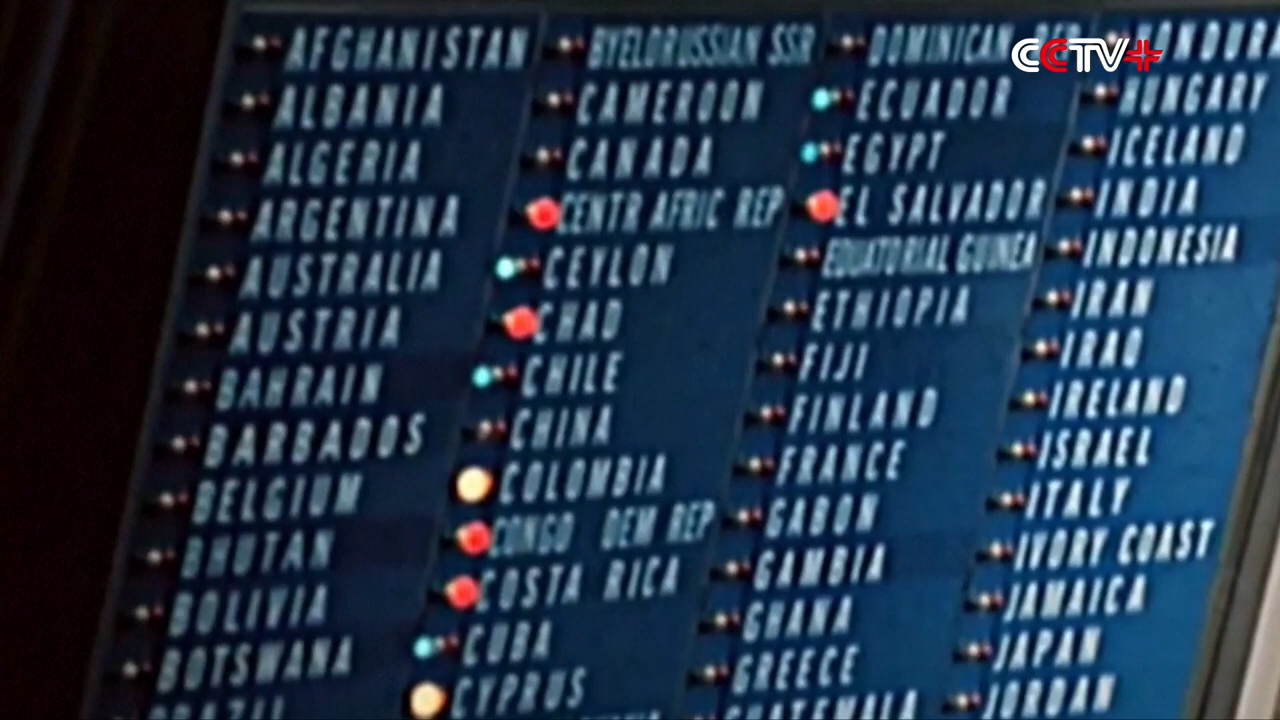 AFGHANISTAN
ALBANIA
ALGERIA
ARGENTINA
AUSTRALIA
AUSTRIA
BAHRAIN
BARBADOS
BELGIUM
BHUTAN
BOLIVIA
BOTSWANA
BRAZIL
BYELORUSSIAN SSR
CAMEROON
CANADA
CENTR AFRIC REP
CEYLON
CHAD
CHILE
CHINA
COLOMBIA
CONGO DEM REP
COSTA RICA
CUBA
CYPRUS
DOMINICAN
ECUADOR
EGYPT
EL SALVADOR
EQUATORIAL GUINEA
ETHIOPIA
FIJI
FINLAND
FRANCE
GABON
GAMBIA
GHANA
GREECE
GUATEMALA
CCTV+
HUNGARY
ICELAND
INDIA
INDONESIA
IRAN
IRAQ
IRELAND
ISRAEL
ITALY
IVORY COAST
JAMAICA
JAPAN
JORDAN